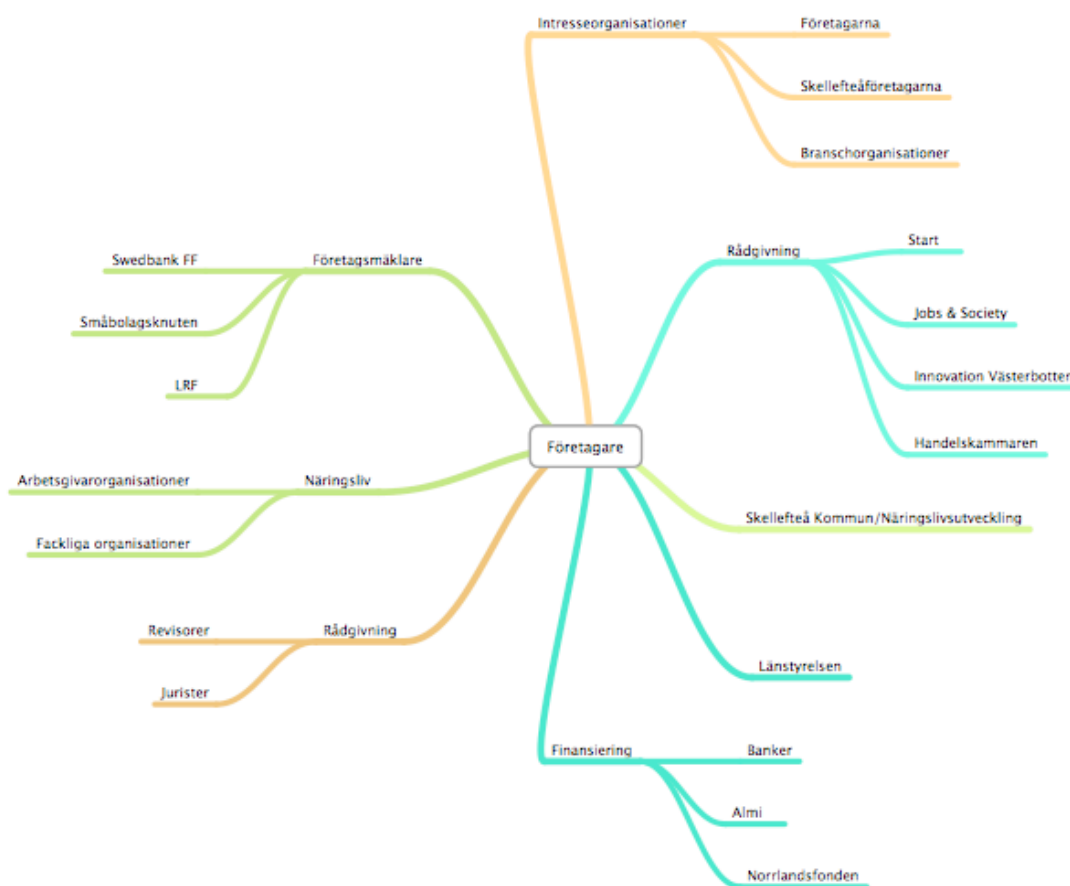 Intresseorganisationer
Företagarna
Skellefteåföretagarna
Branschorganisationer
Rådgivning
Start
Jobs & Society
Innovation Västerbotten
Handelskammaren
Företagsmäklare
Swedbank FF
Småbolagsknuten
LRF
Företagare
Näringsliv
Arbetsgivarorganisationer
Fackliga organisationer
Skellefteå Kommun/Näringslivsutveckling
Rådgivning
Revisorer
Jurister
Länstyrelsen
Finansiering
Banker
Almi
Norrlandsfonden